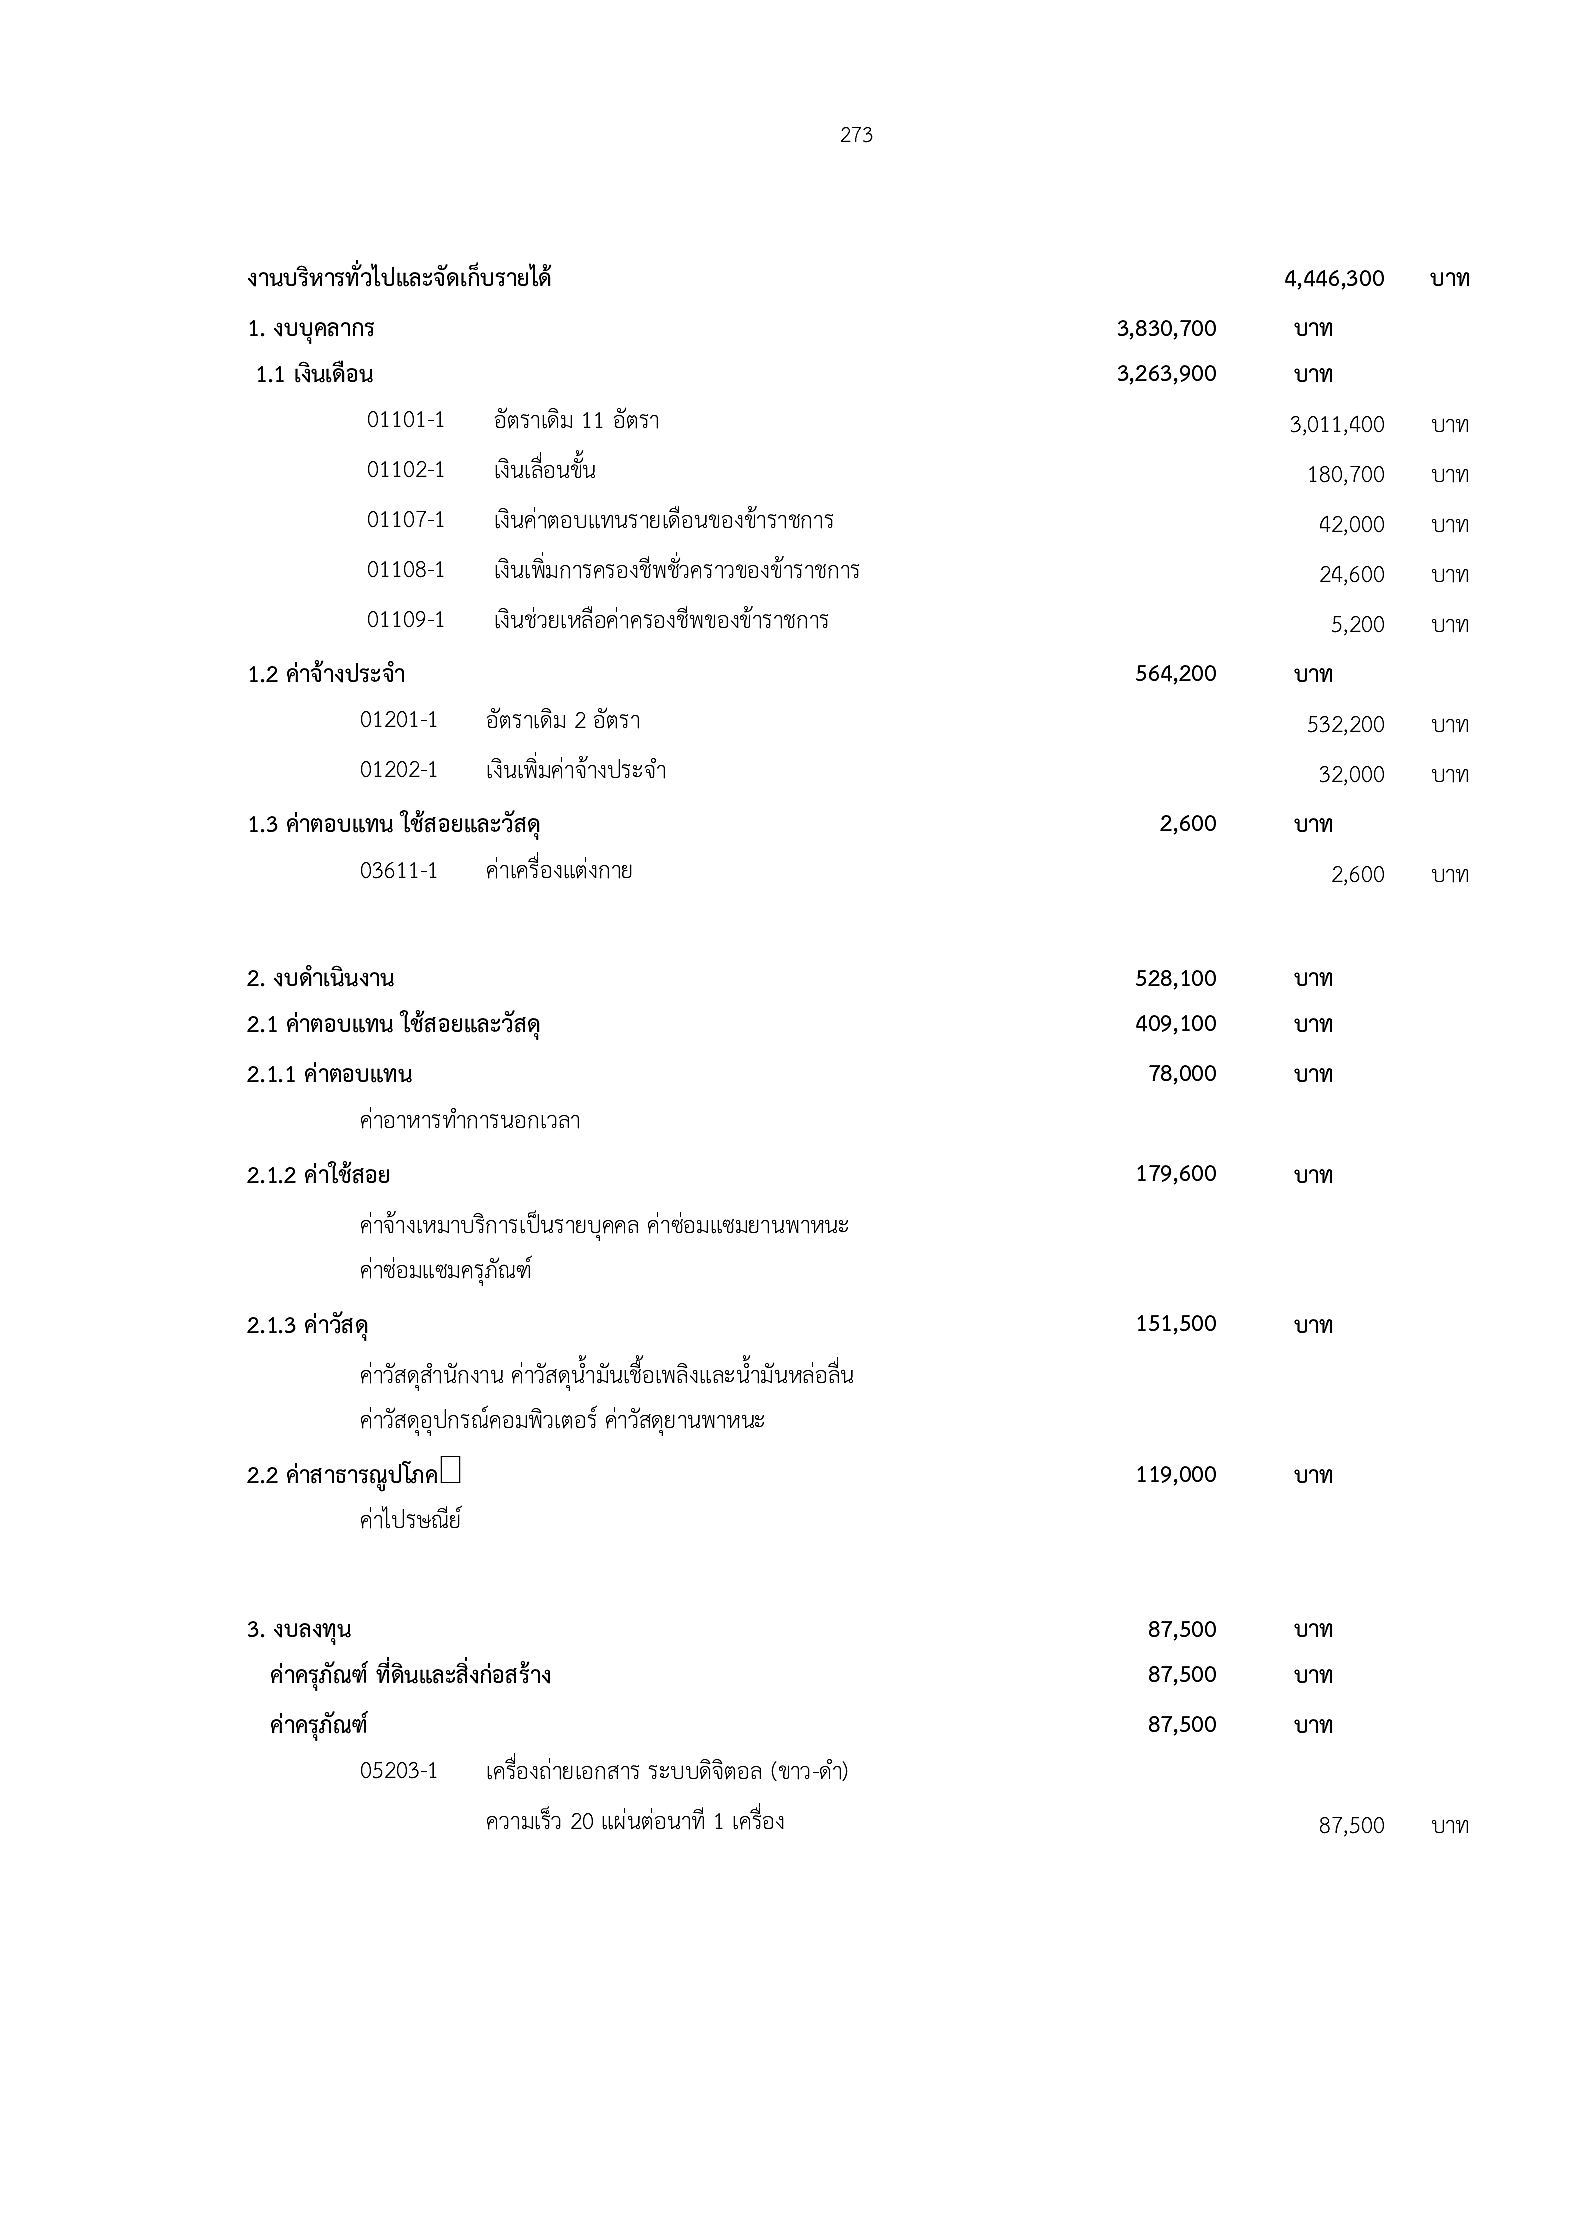 273
งานบริหารทั่วไปและจัดเก็บรายได้ 4,446,300 บาท
1. งบบุคลากร 3,830,700 บาท
1.1 เงินเดือน 3,263,900 บาท
01101-1 อัตราเดิม 11 อัตรา 3,011,400 บาท
01102-1 เงินเลื่อนขั้น 180,700 บาท
01107-1 เงินค่าตอบแทนรายเดือนของข้าราชการ 42,000 บาท
01108-1 เงินเพิ่มการครองชีพชั่วคราวของข้าราชการ 24,600 บาท
01109-1 เงินช่วยเหลือค่าครองชีพของข้าราชการ 5,200 บาท
1.2 ค่าจ้างประจำ 564,200 บาท
01201-1 อัตราเดิม 2 อัตรา 532,200 บาท
01202-1 เงินเพิ่มค่าจ้างประจำ 32,000 บาท
1.3 ค่าตอบแทน ใช้สอยและวัสดุ 2,600 บาท
03611-1 ค่าเครื่องแต่งกาย 2,600 บาท
2. งบดำเนินงาน 528,100 บาท
2.1 ค่าตอบแทน ใช้สอยและวัสดุ 409,100 บาท
2.1.1 ค่าตอบแทน 78,000 บาท
ค่าอาหารทำการนอกเวลา
2.1.2 ค่าใช้สอย 179,600 บาท
ค่าจ้างเหมาบริการเป็นรายบุคคล ค่าซ่อมแซมยานพาหนะ
ค่าซ่อมแซมครุภัณฑ์
2.1.3 ค่าวัสดุ 151,500 บาท
ค่าวัสดุสำนักงาน ค่าวัสดุน้ำมันเชื้อเพลิงและน้ำมันหล่อลื่น
ค่าวัสดุอุปกรณ์คอมพิวเตอร์ ค่าวัสดุยานพาหนะ
2.2 ค่าสาธารณูปโภค 119,000 บาท
ค่าไปรษณีย์
3. งบลงทุน 87,500 บาท
ค่าครุภัณฑ์ ที่ดินและสิ่งก่อสร้าง 87,500 บาท
ค่าครุภัณฑ์ 87,500 บาท
05203-1 เครื่องถ่ายเอกสาร ระบบดิจิตอล (ขาว-ดำ)
ความเร็ว 20 แผ่นต่อนาที 1 เครื่อง 87,500 บาท